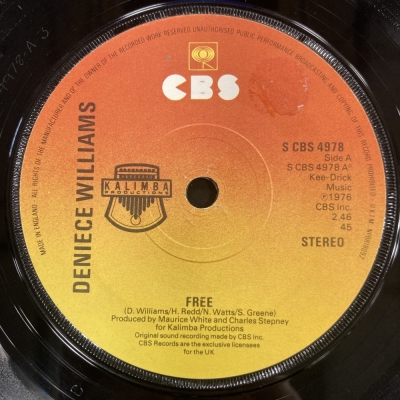 ALL RIGHTS OF THE MANUFACTURER AND OF THE OWNER OF THE RECORDED WORK RESERVED UNAUTHORISED PUBLIC PERFORMANCE BROADCASTING AND COPYING OF THIS RECORD PROHIBITED
MADE IN ENGLAND
CBS
DENIECE WILLIAMS
KALIMBA
PRODUCTIONS
S CBS 4978
Side A
S CBS 4978 A
Kee-Drick
Music
℗1976
CBS Inc.
2.46
45
STEREO
FREE
(D. Williams/H. Redd/N. Watts/S. Greene)
Produced by Maurice White and Charles Stepney
for Kalimba Productions
Original sound recording made by CBS Inc.
CBS Records are the exclusive licensees
for the UK